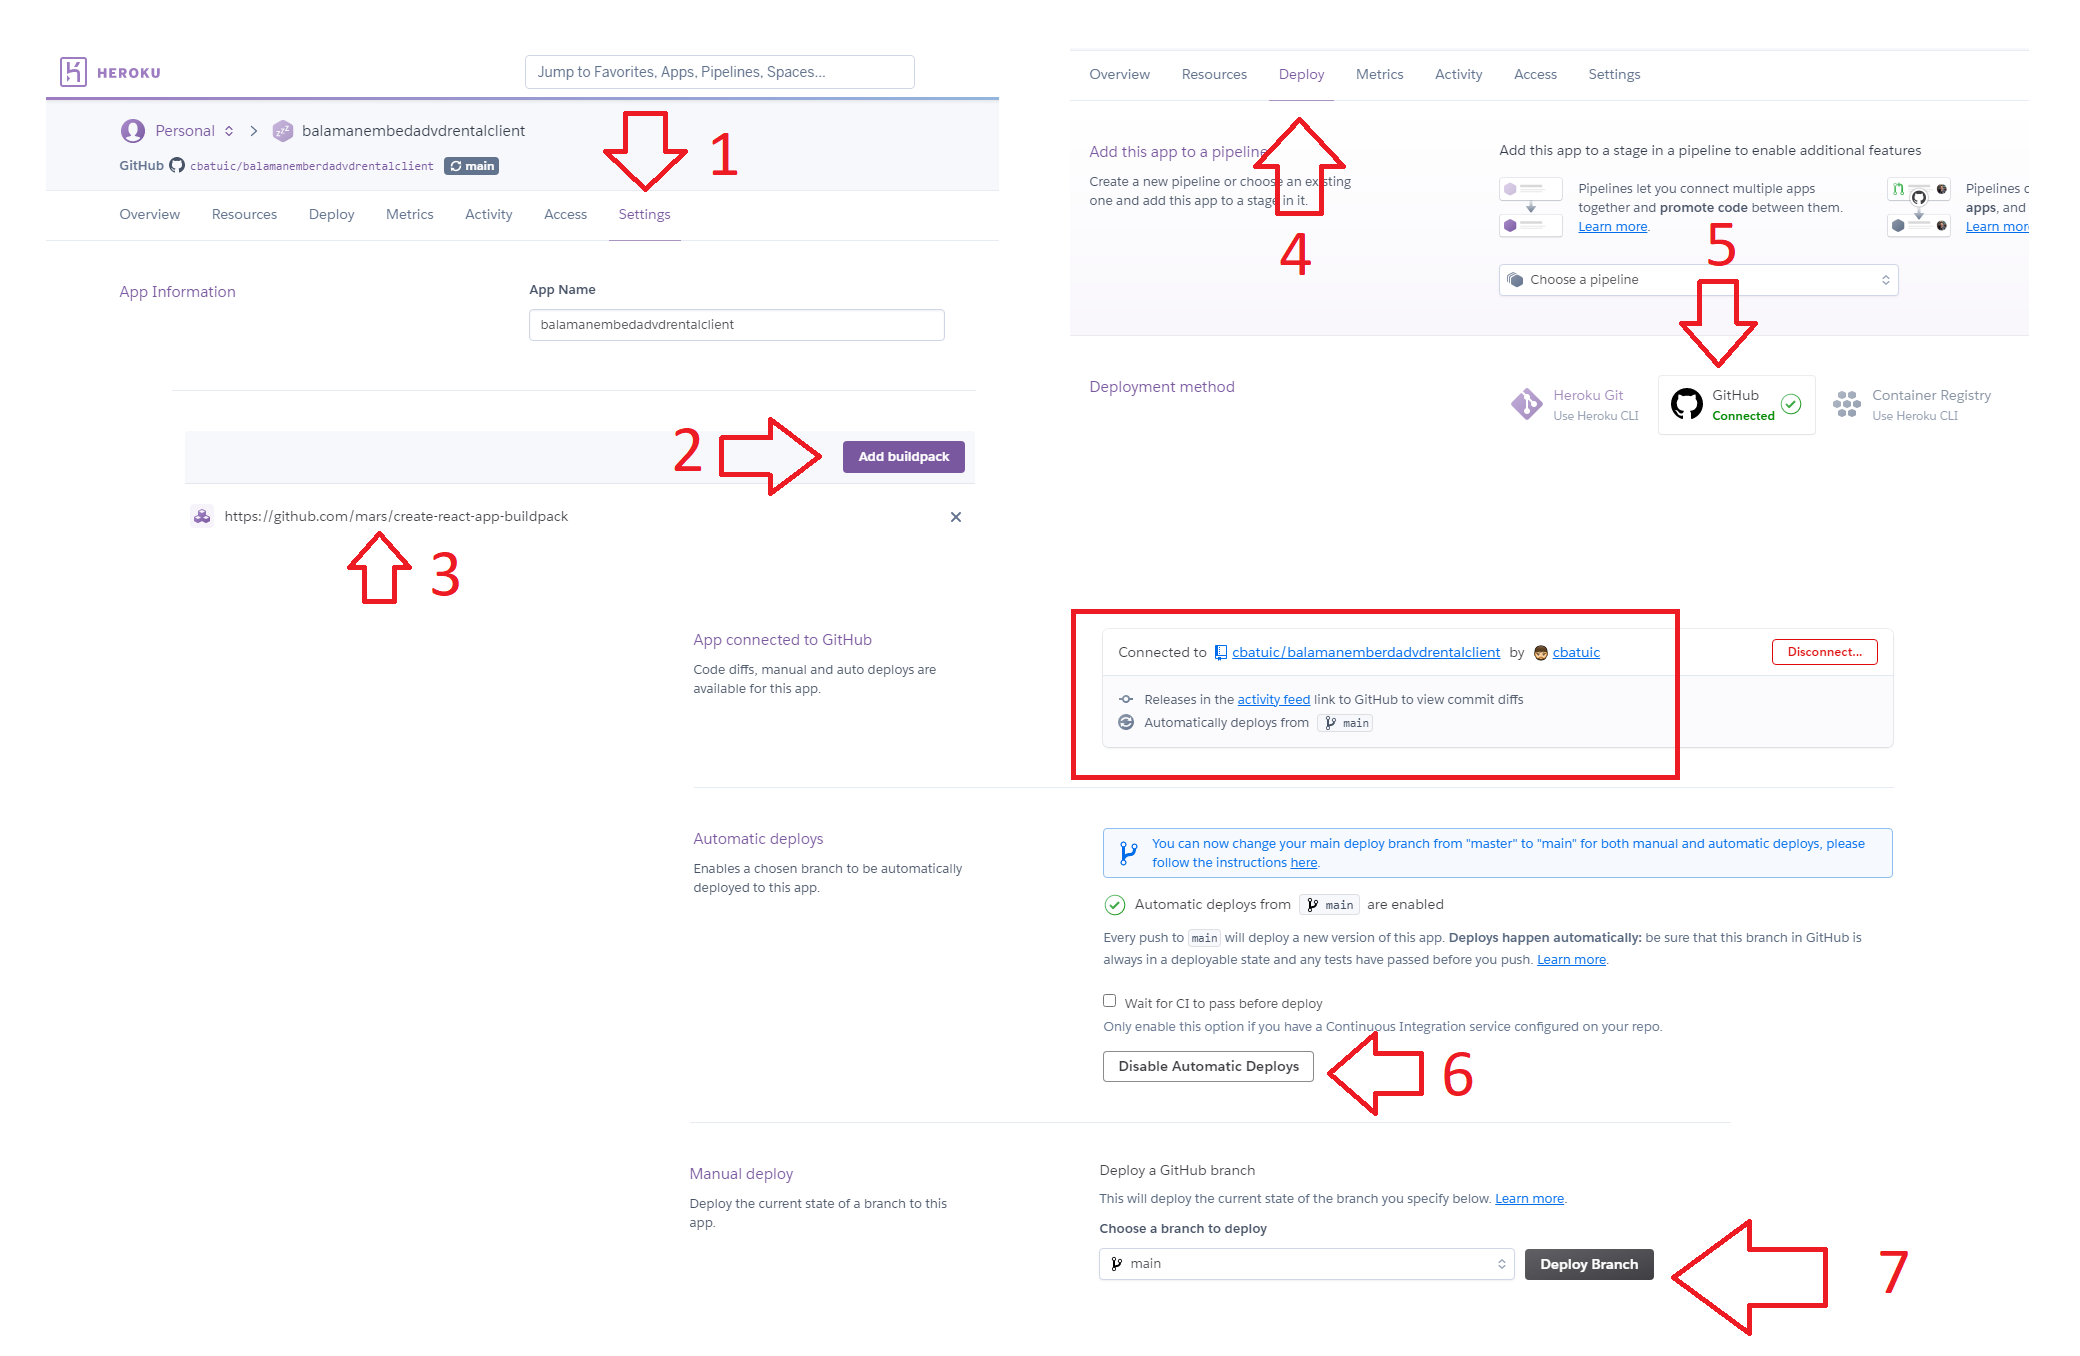 HEROKU
Jump to Favorites, Apps, Pipelines, Spaces...
Personal
balamanembedadvdrentalclient
GitHub cbatuic/balamanemberdadvdrentalclient main
1
Overview Resources Deploy Metrics Activity Access Settings
App Information
App Name
balamanembedadvdrentalclient
2
Add buildpack
https://github.com/mars/create-react-app-buildpack
3
Overview Resources Deploy Metrics Activity Access Settings
Add this app to a pipeline
Create a new pipeline or choose an existing
one and add this app to a stage in it.
4
Add this app to a stage in a pipeline to enable additional features
Pipelines let you connect multiple apps
together and promote code between them.
Learn more.
Pipelines c
apps, and
Learn mor
5
Choose a pipeline
Deployment method
Heroku Git
Use Heroku CLI
GitHub
Connected
Container Registry
Use Heroku CLI
App connected to GitHub
Code diffs, manual and auto deploys are
available for this app.
Connected to cbatuic/balamanemberdadvdrentalclient by cbatuic
Disconnect...
Releases in the activity feed link to GitHub to view commit diffs
Automatically deploys from main
Automatic deploys
Enables a chosen branch to be automatically
deployed to this app.
You can now change your main deploy branch from "master" to "main" for both manual and automatic deploys, please
follow the instructions here.
Automatic deploys from main are enabled
Every push to main will deploy a new version of this app. Deploys happen automatically: be sure that this branch in GitHub is
always in a deployable state and any tests have passed before you push. Learn more.
Wait for CI to pass before deploy
Only enable this option if you have a Continuous Integration service configured on your repo.
Disable Automatic Deploys
6
Manual deploy
Deploy the current state of a branch to this
app.
Deploy a GitHub branch
This will deploy the current state of the branch you specify below. Learn more.
Choose a branch to deploy
main
Deploy Branch
7